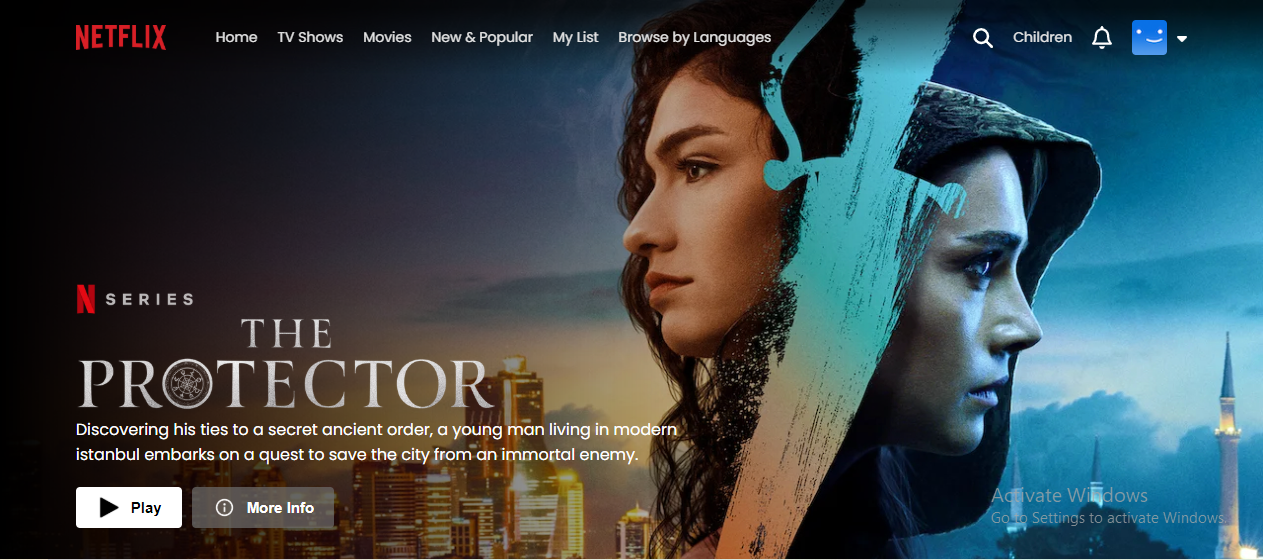 NETFLIX Home TV Shows Movies New & Popular My List Browse by Languages Children
N SERIES
THE
PROTECTOR
Discovering his ties to a secret ancient order, a young man living in modern
istanbul embarks on a quest to save the city from an immortal enemy.
Play More Info
Activate Windows
Go to Settings to activate Windows.